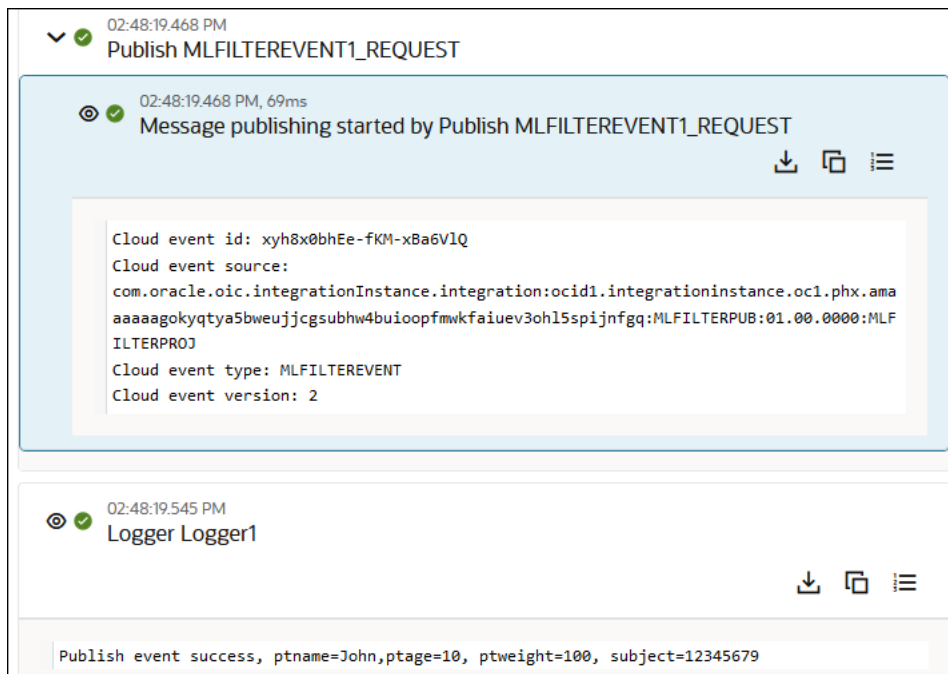 02:48:19.468 PM
Publish MLFILTEREVENT1_REQUEST
02:48:19.468 PM, 69ms
Message publishing started by Publish MLFILTEREVENT1_REQUEST
Cloud event id: xyh8x0bhEe-fKM-xBa6VlQ
Cloud event source:
com.oracle.oic.integrationInstance.integration:ocid1.integrationinstance.oc1.phx.ama
aaaaaagokyqtya5bweujjcgsubhw4buioopfmwkfaiuev3ohl5spijnfgq:MLFILTERPUB:01.00.0000:MLF
ILTERPROJ
Cloud event type: MLFILTEREVENT
Cloud event version: 2
02:48:19.545 PM
Logger Logger1
Publish event success, ptname=John,ptage=10, ptweight=100, subject=12345679